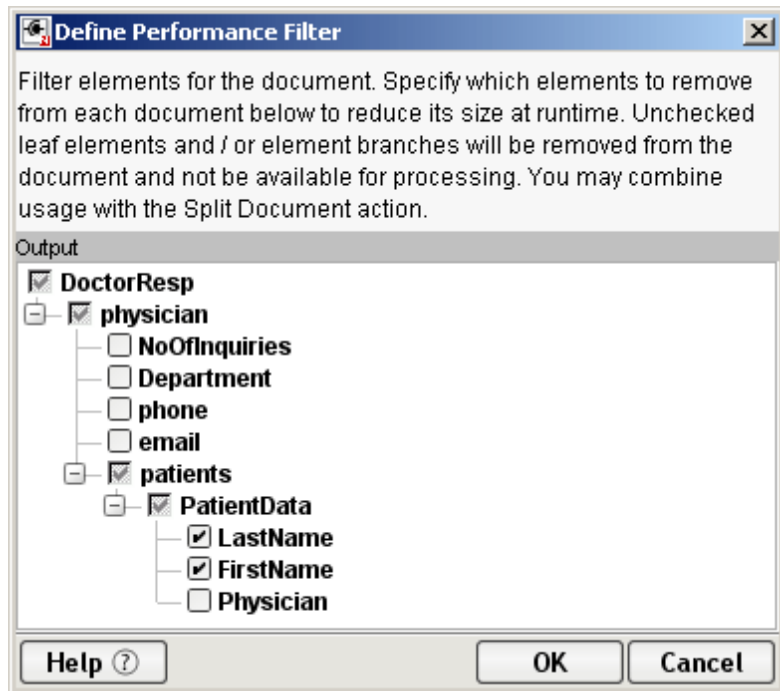 Define Performance Filter
Filter elements for the document. Specify which elements to remove
from each document below to reduce its size at runtime. Unchecked
leaf elements and / or element branches will be removed from the
document and not be available for processing. You may combine
usage with the Split Document action.
Output
DoctorResp
physician
NoOfInquiries
Department
phone
email
patients
PatientData
LastName
FirstName
Physician
Help ?
OK
Cancel